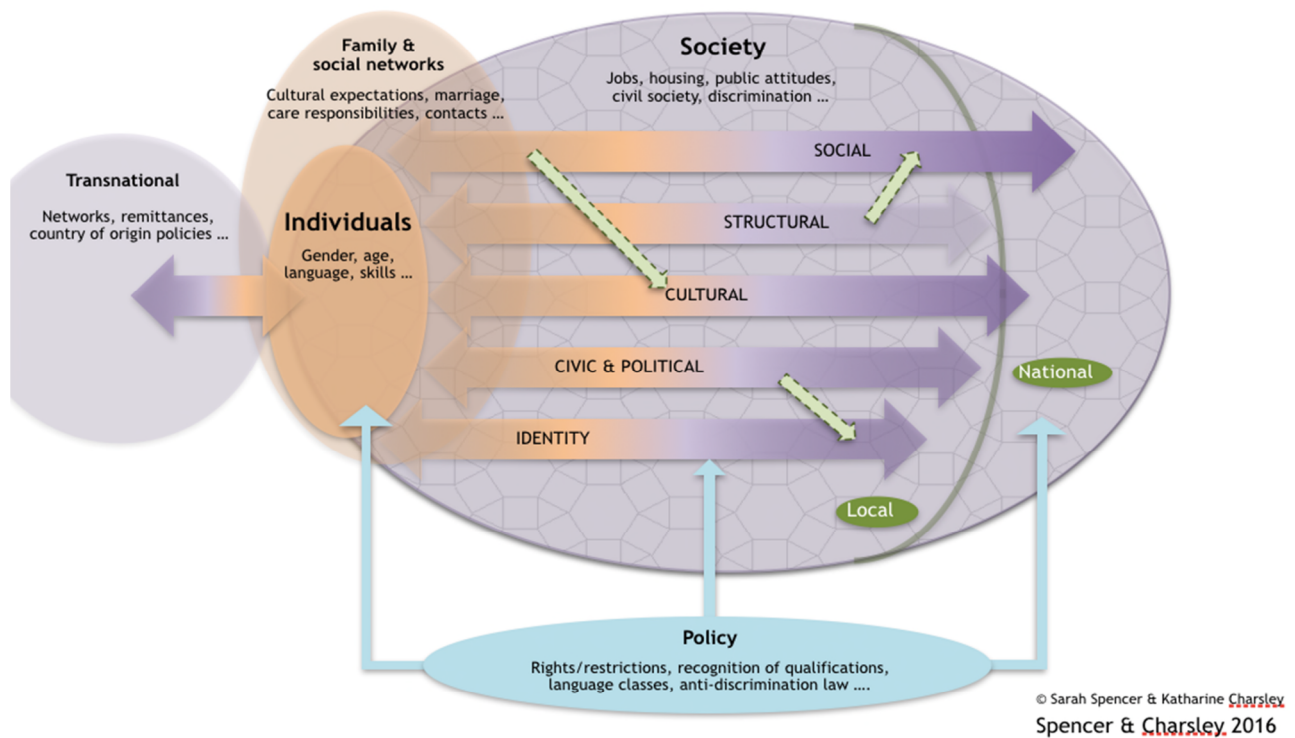 Family &
social networks
Cultural expectations, marriage,
care responsibilities, contacts …
Society
Jobs, housing, public attitudes,
civil society, discrimination …
Transnational
Networks, remittances,
country of origin policies …
Individuals
Gender, age,
language, skills …
SOCIAL
STRUCTURAL
CULTURAL
CIVIC & POLITICAL
IDENTITY
National
Local
Policy
Rights/restrictions, recognition of qualifications,
language classes, anti-discrimination law ….
© Sarah Spencer & Katharine Charsley
Spencer & Charsley 2016